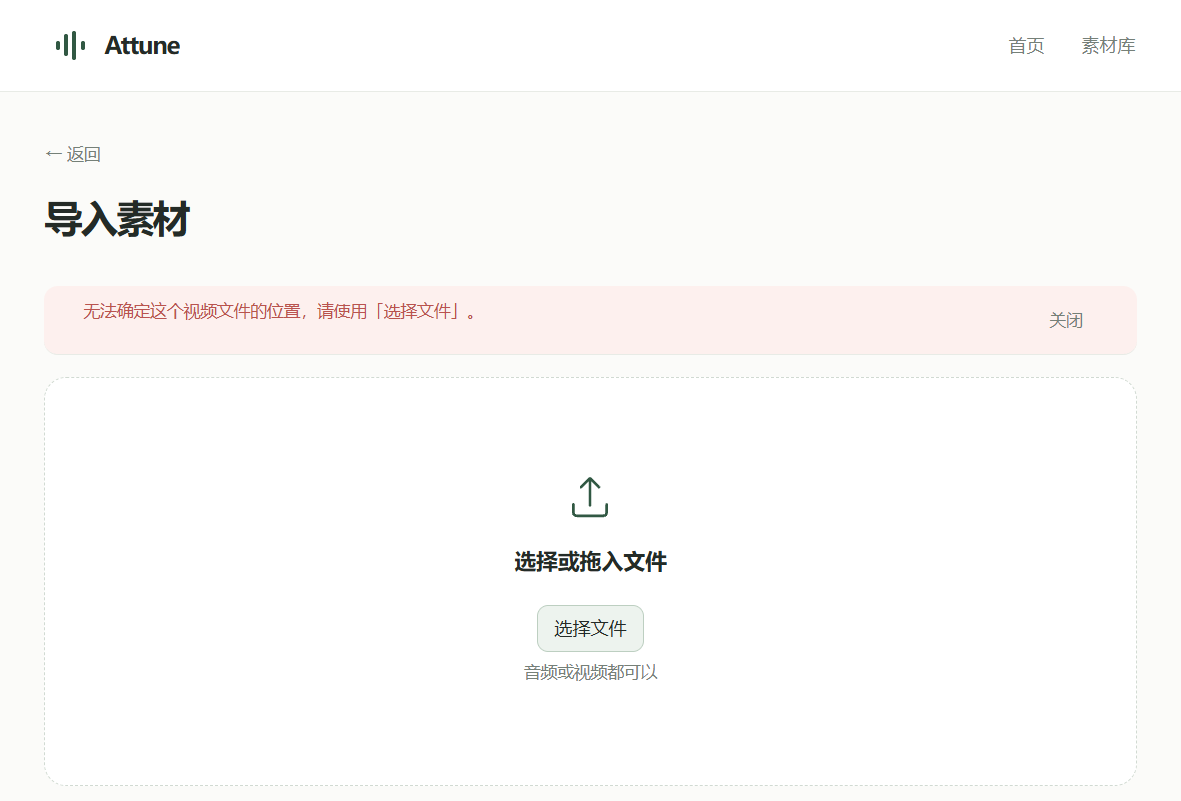 Attune
首页
素材库
← 返回
导入素材
无法确定这个视频文件的位置，请使用「选择文件」。
关闭
选择或拖入文件
选择文件
音频或视频都可以